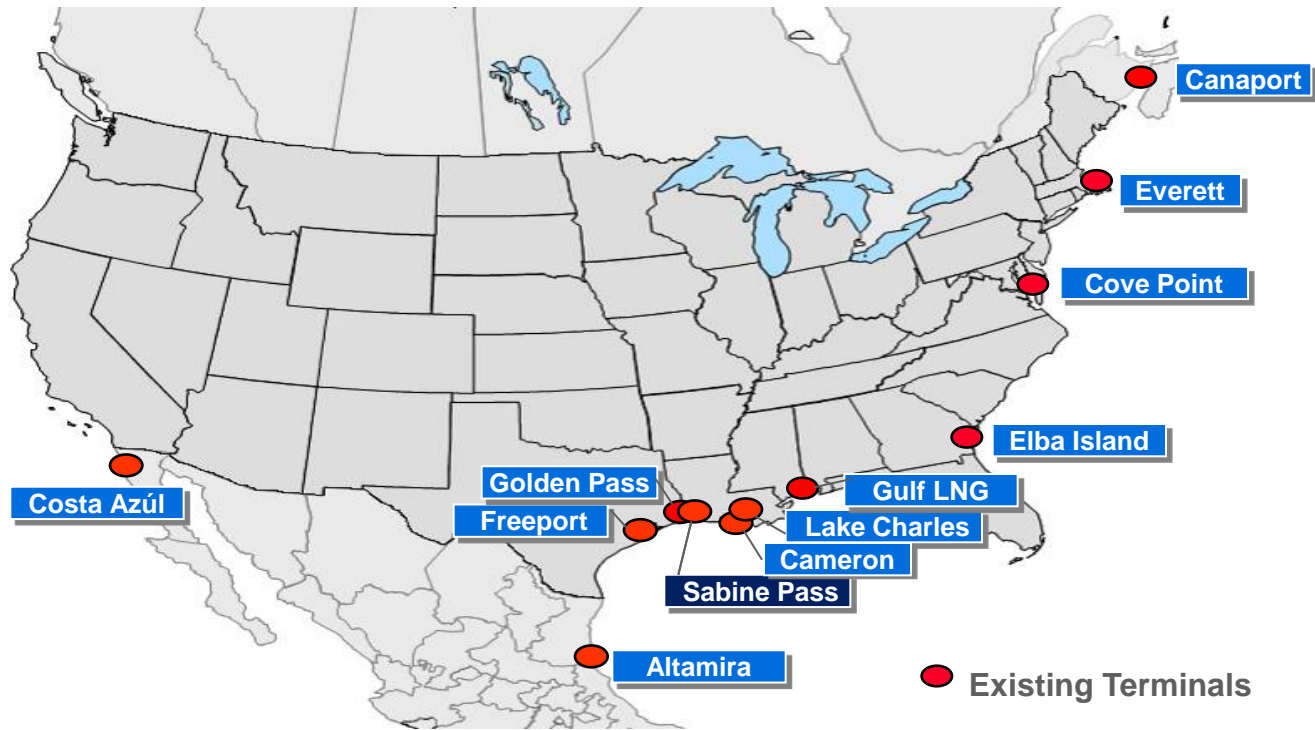 Canaport
Everett
Cove Point
Elba Island
Golden Pass
Gulf LNG
Costa Azúl
Freeport
Lake Charles
Cameron
Sabine Pass
Altamira
Existing Terminals